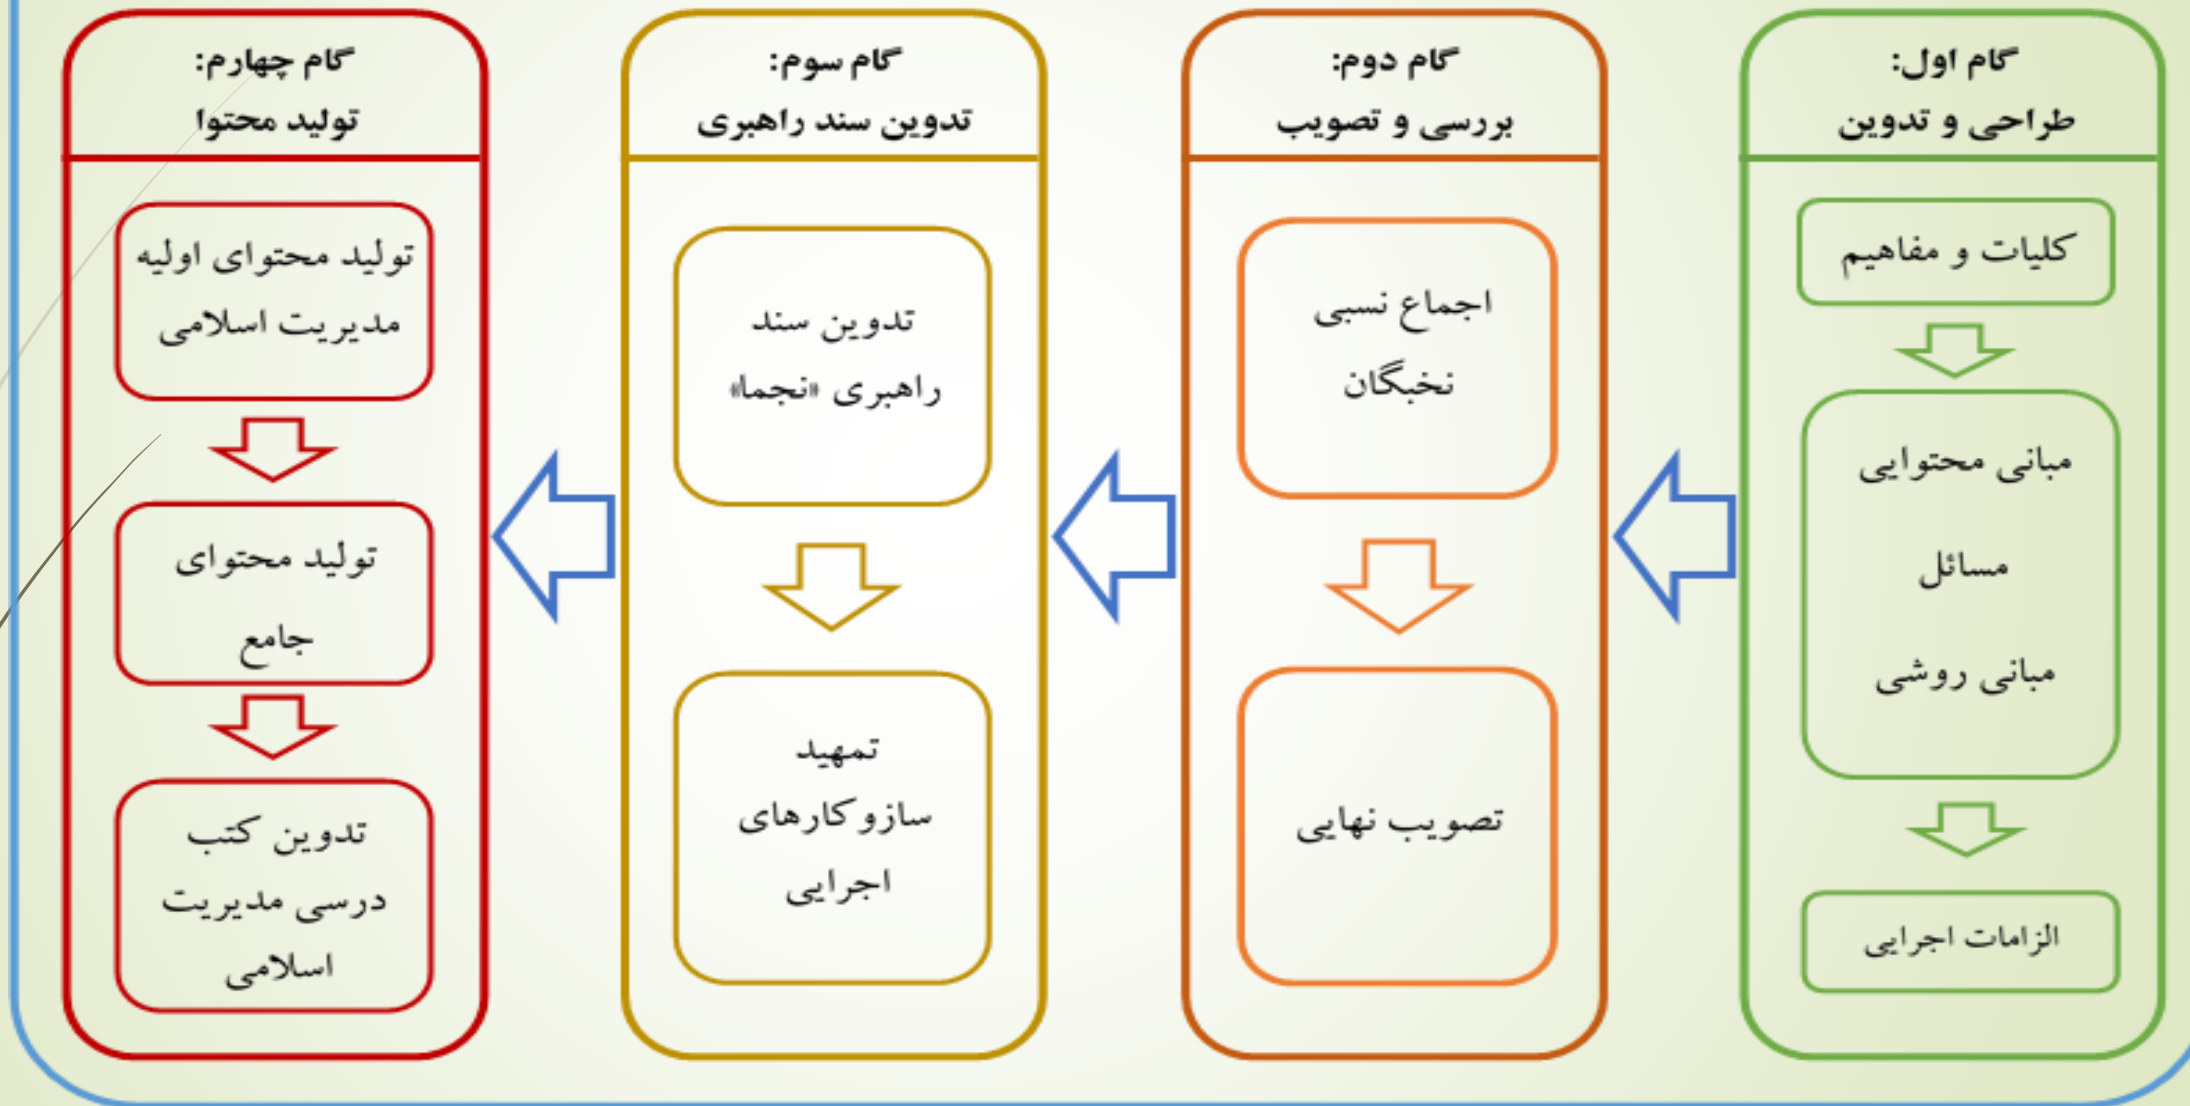 گام اول:
طراحی و تدوین
کلیات و مفاهیم
مبانی محتوایی
مسائل
مبانی روشی
الزامات اجرایی
گام دوم:
بررسی و تصویب
اجماع نسبی
نخبگان
تصویب نهایی
گام سوم:
تدوین سند راهبری
تدوین سند
راهبری «نجما»
تمهید
سازوکارهای
اجرایی
گام چهارم:
تولید محتوا
تولید محتوای اولیه
مدیریت اسلامی
تولید محتوای
جامع
تدوین کتب
درسی مدیریت
اسلامی